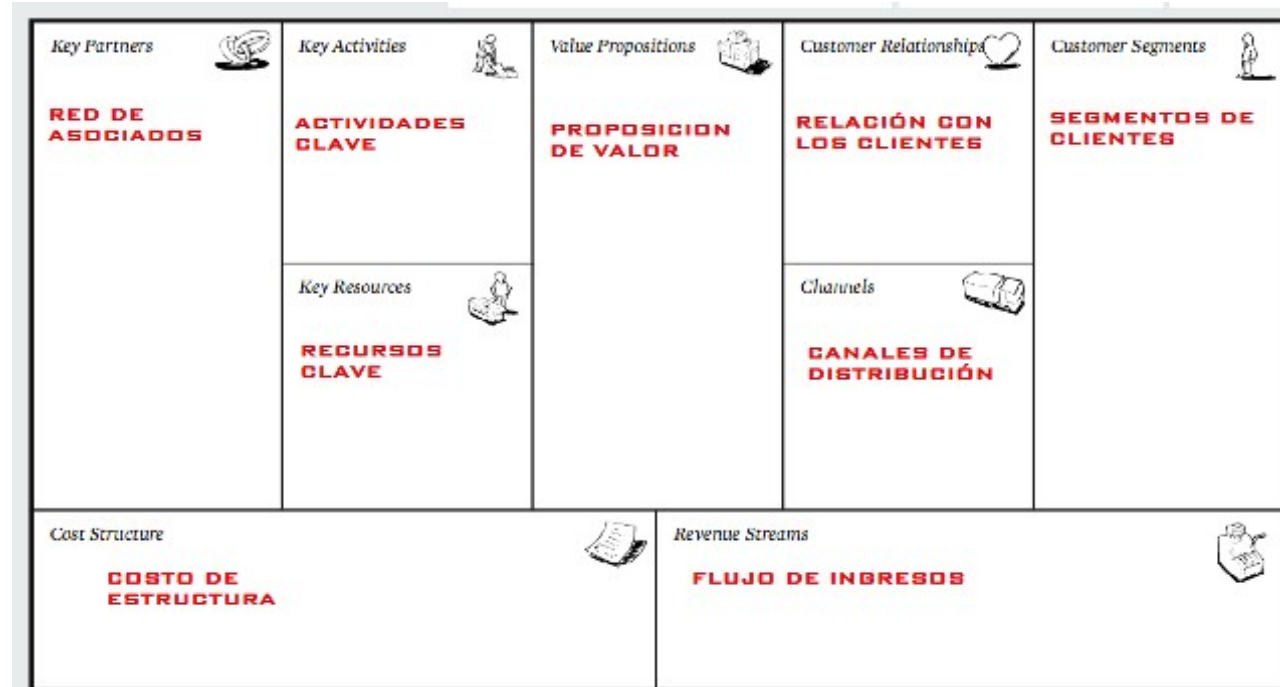 Key Partners
RED DE
ASOCIADOS
Key Activities
ACTIVIDADES
CLAVE
Key Resources
RECURSOS
CLAVE
Value Propositions
PROPOSICION
DE VALOR
Customer Relationships
RELACIÓN CON
LOS CLIENTES
Channels
CANALES DE
DISTRIBUCIÓN
Customer Segments
SEGMENTOS DE
CLIENTES
Cost Structure
COSTO DE
ESTRUCTURA
Revenue Streams
FLUJO DE INGRESOS